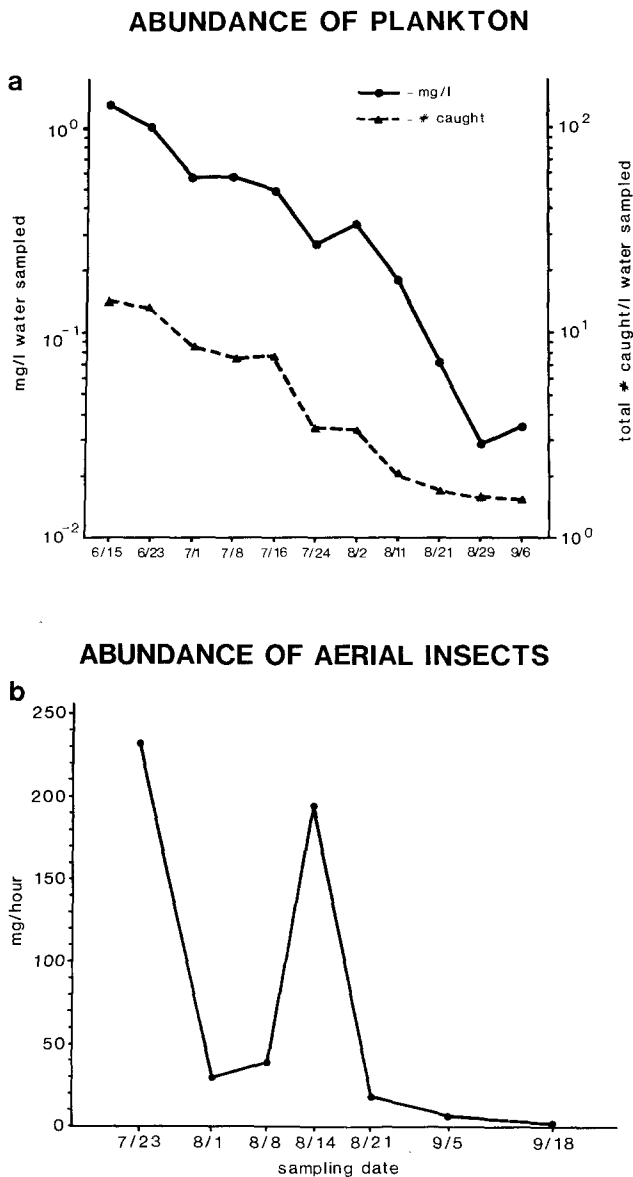 ABUNDANCE OF PLANKTON
a
- mg/l
- # caught
10⁰
10⁻¹
10⁻²
mg/l water sampled
10²
10¹
10⁰
total # caught/l water sampled
6/15 6/23 7/1 7/8 7/16 7/24 8/2 8/11 8/21 8/29 9/6
ABUNDANCE OF AERIAL INSECTS
b
250
200
150
100
50
0
mg/hour
7/23 8/1 8/8 8/14 8/21 9/5 9/18
sampling date